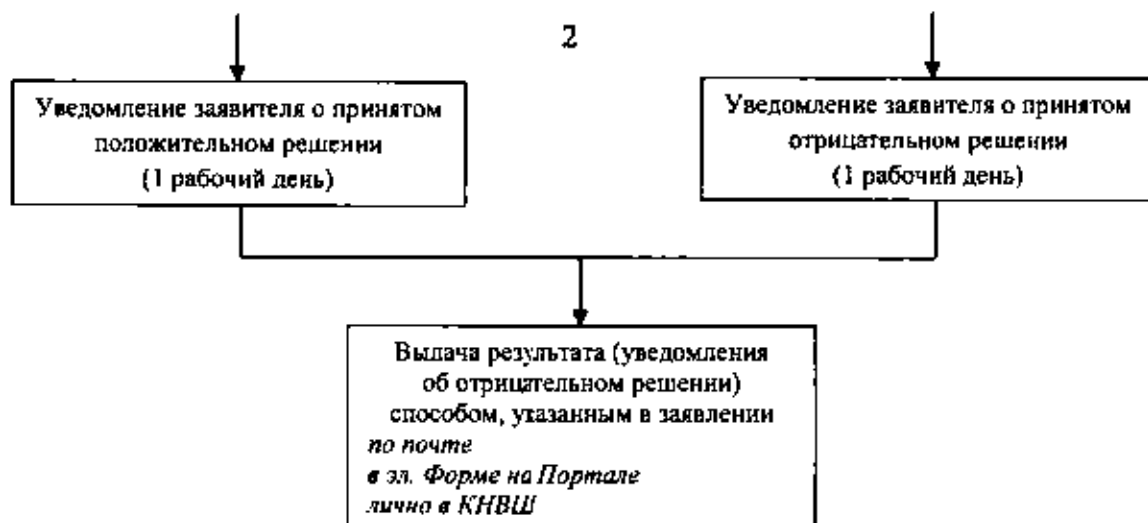 2
Уведомление заявителя о принятом
положительном решении
(1 рабочий день)
Уведомление заявителя о принятом
отрицательном решении
(1 рабочий день)
Выдача результата (уведомления
об отрицательном решении)
способом, указанным в заявлении
по почте
в эл. Форме на Портале
лично в КНВШ